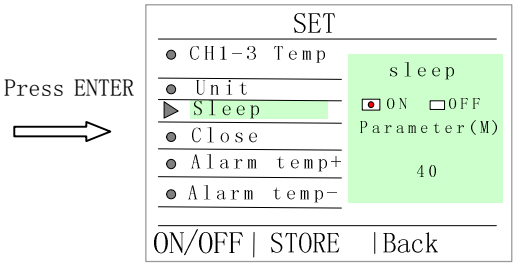 SET
CH1-3 Temp
Unit
Sleep
Close
Alarm temp+
Alarm temp-
sleep
ON OFF
Parameter(M)
40
Press ENTER
ON/OFF| STORE |Back